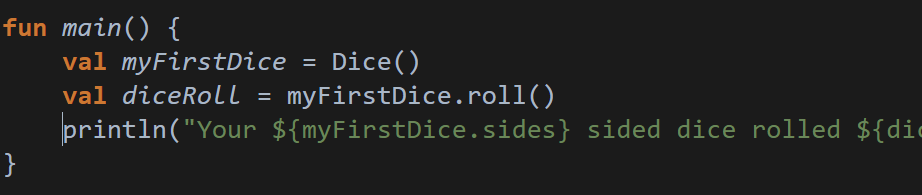 fun main() {
    val myFirstDice = Dice()
    val diceRoll = myFirstDice.roll()
    println("Your ${myFirstDice.sides} sided dice rolled ${dic
}